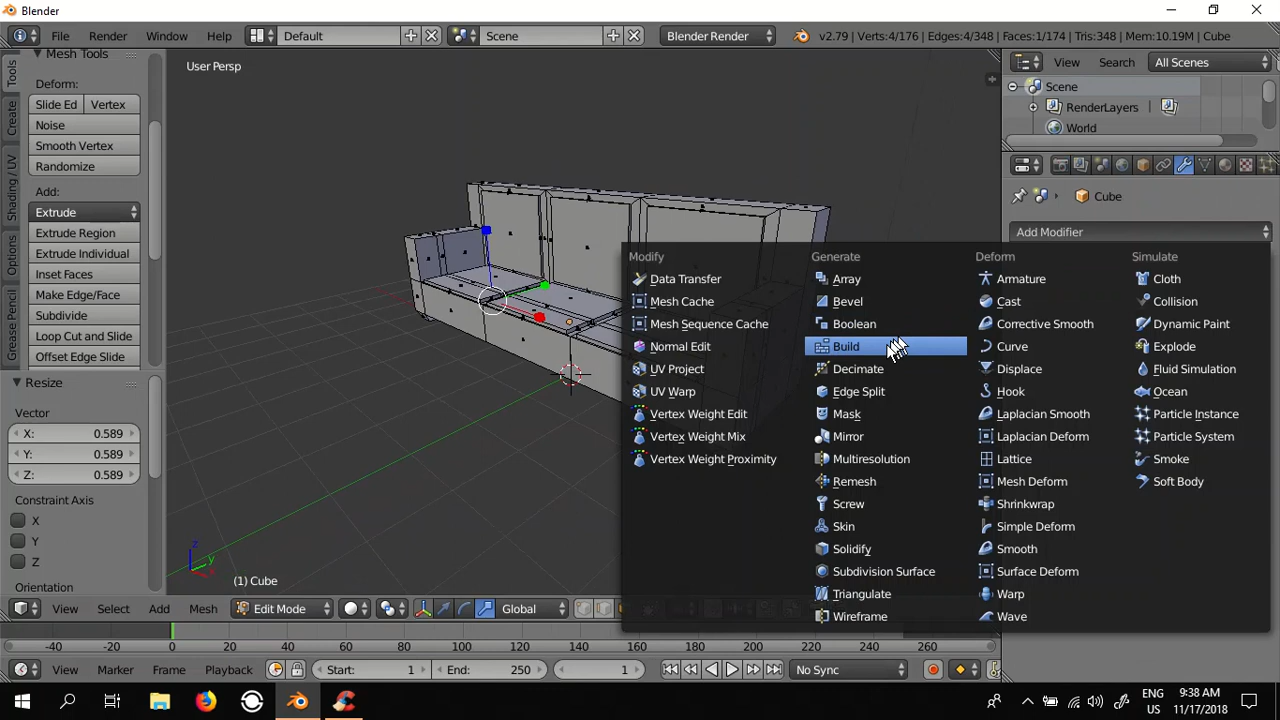 Blender
File Render Window Help Default Scene Blender Render v2.79 | Verts:4/176 | Edges:4/348 | Faces:1/174 | Tris:348 | Mem:10.19M | Cube
Mesh Tools
Deform:
Slide Ed Vertex
Noise
Smooth Vertex
Randomize
Add:
Extrude
Extrude Region
Extrude Individual
Inset Faces
Make Edge/Face
Subdivide
Loop Cut and Slide
Offset Edge Slide
Tools
Create
Shading / UV
Options
Grease Pencil
Resize
Vector
X: 0.589
Y: 0.589
Z: 0.589
Constraint Axis
X
Y
Z
Orientation
User Persp
(1) Cube
z
y
x
View Search All Scenes
Scene
RenderLayers
World
Cube
Add Modifier
Modify
Data Transfer
Mesh Cache
Mesh Sequence Cache
Normal Edit
UV Project
UV Warp
Vertex Weight Edit
Vertex Weight Mix
Vertex Weight Proximity
Generate
Array
Bevel
Boolean
Build
Decimate
Edge Split
Mask
Mirror
Multiresolution
Remesh
Screw
Skin
Solidify
Subdivision Surface
Triangulate
Wireframe
Deform
Armature
Cast
Corrective Smooth
Curve
Displace
Hook
Laplacian Smooth
Laplacian Deform
Lattice
Mesh Deform
Shrinkwrap
Simple Deform
Smooth
Surface Deform
Warp
Wave
Simulate
Cloth
Collision
Dynamic Paint
Explode
Fluid Simulation
Ocean
Particle Instance
Particle System
Smoke
Soft Body
View Select Add Mesh Edit Mode Global
-40 -20 0 20 40 60 80 100 120 140 160 180 200 220 240 260
View Marker Frame Playback Start: 1 End: 250 1 No Sync
ENG
US
9:38 AM
11/17/2018